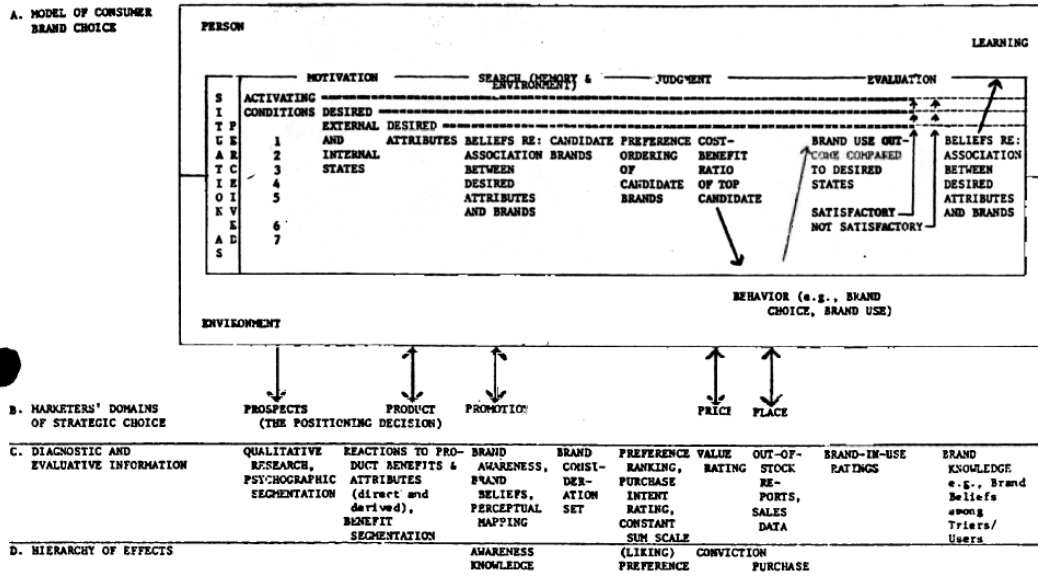 A. MODEL OF CONSUMER
BRAND CHOICE
PERSON
LEARNING
MOTIVATION SEARCH (MEMORY & ENVIRONMENT) JUDGMENT EVALUATION
SITUATION AS
PERCEIVED
ACTIVATING
CONDITIONS
1
2
3
4
5
6
7
DESIRED
EXTERNAL
AND
INTERNAL
STATES
DESIRED
ATTRIBUTES
BELIEFS RE:
ASSOCIATION
BETWEEN
DESIRED
ATTRIBUTES
AND BRANDS
CANDIDATE
BRANDS
PREFERENCE
ORDERING
OF
CANDIDATE
BRANDS
COST-
BENEFIT
RATIO
OF TOP
CANDIDATE
BRAND USE OUT-
COME COMPARED
TO DESIRED
STATES
SATISFACTORY
NOT SATISFACTORY
BELIEFS RE:
ASSOCIATION
BETWEEN
DESIRED
ATTRIBUTES
AND BRANDS
BEHAVIOR (e.g., BRAND
CHOICE, BRAND USE)
ENVIRONMENT
B. MARKETERS' DOMAINS
OF STRATEGIC CHOICE
PROSPECTS PRODUCT PROMOTION PRICE PLACE
(THE POSITIONING DECISION)
C. DIAGNOSTIC AND
EVALUATIVE INFORMATION
QUALITATIVE
RESEARCH,
PSYCHOGRAPHIC
SEGMENTATION
REACTIONS TO PRO-
DUCT BENEFITS &
ATTRIBUTES
(direct and
derived),
BENEFIT
SEGMENTATION
BRAND
AWARENESS,
BRAND
BELIEFS,
PERCEPTUAL
MAPPING
BRAND
CONSI-
DER-
ATION
SET
PREFERENCE
RANKING,
PURCHASE
INTENT
RATING,
CONSTANT
SUM SCALE
VALUE
RATING
OUT-OF-
STOCK
RE-
PORTS,
SALES
DATA
BRAND-IN-USE
RATINGS
BRAND
KNOWLEDGE
e.g., Brand
Beliefs
among
Triers/
Users
D. HIERARCHY OF EFFECTS
AWARENESS
KNOWLEDGE
(LIKING)
PREFERENCE
CONVICTION
PURCHASE